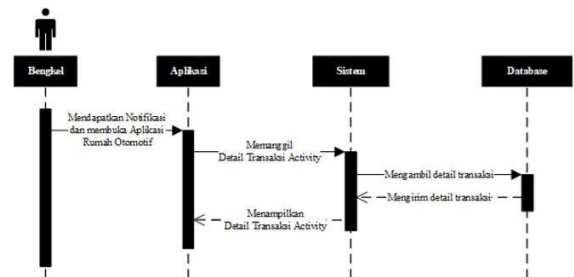 Bengkel
Aplikasi
Sistem
Database
Mendapatkan Notifikasi
dan membuka Aplikasi
Rumah Otomotif
Memanggil
Detail Transaksi Activity
Mengambil detail transaksi
Mengirim detail transaksi
Menampilkan
Detail Transaksi Activity